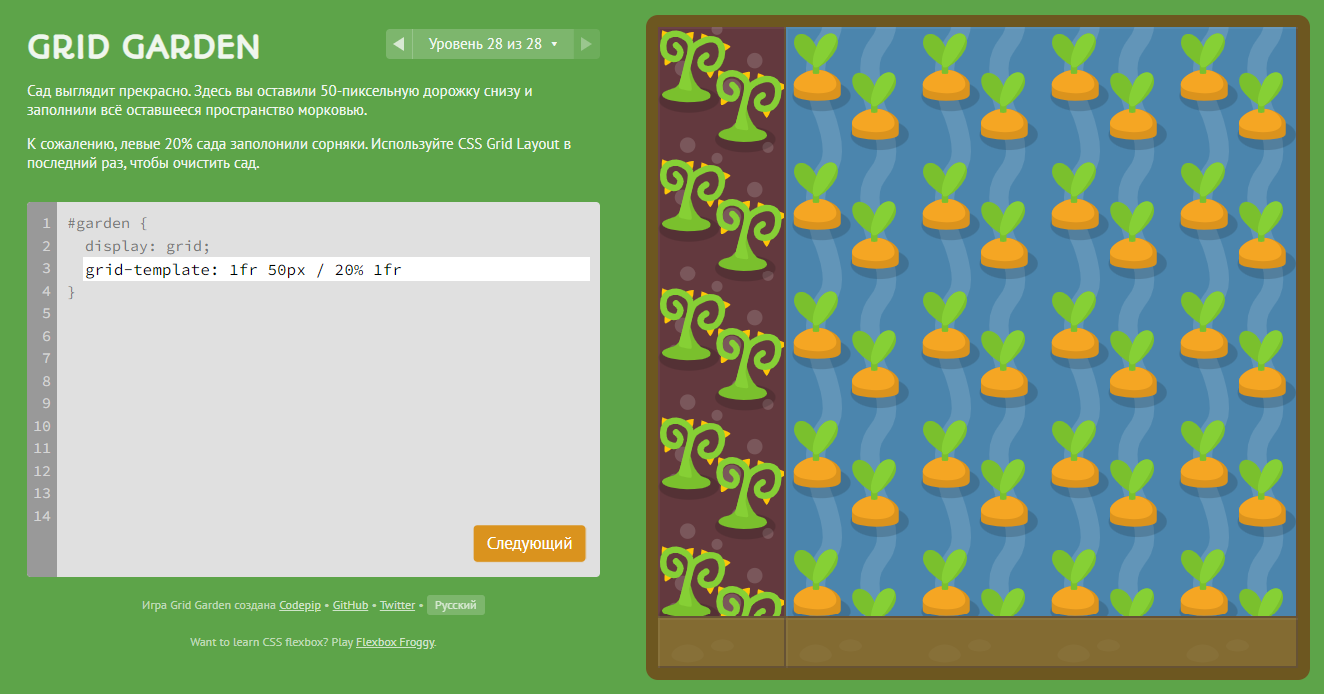 GRID GARDEN
Уровень 28 из 28
Сад выглядит прекрасно. Здесь вы оставили 50-пиксельную дорожку снизу и
заполнили всё оставшееся пространство морковью.
К сожалению, левые 20% сада заполонили сорняки. Используйте CSS Grid Layout в
последний раз, чтобы очистить сад.
1 #garden {
2 display: grid;
3 grid-template: 1fr 50px / 20% 1fr
4 }
5
6
7
8
9
10
11
12
13
14
Следующий
Игра Grid Garden создана Codepip • GitHub • Twitter • Русский
Want to learn CSS flexbox? Play Flexbox Froggy.